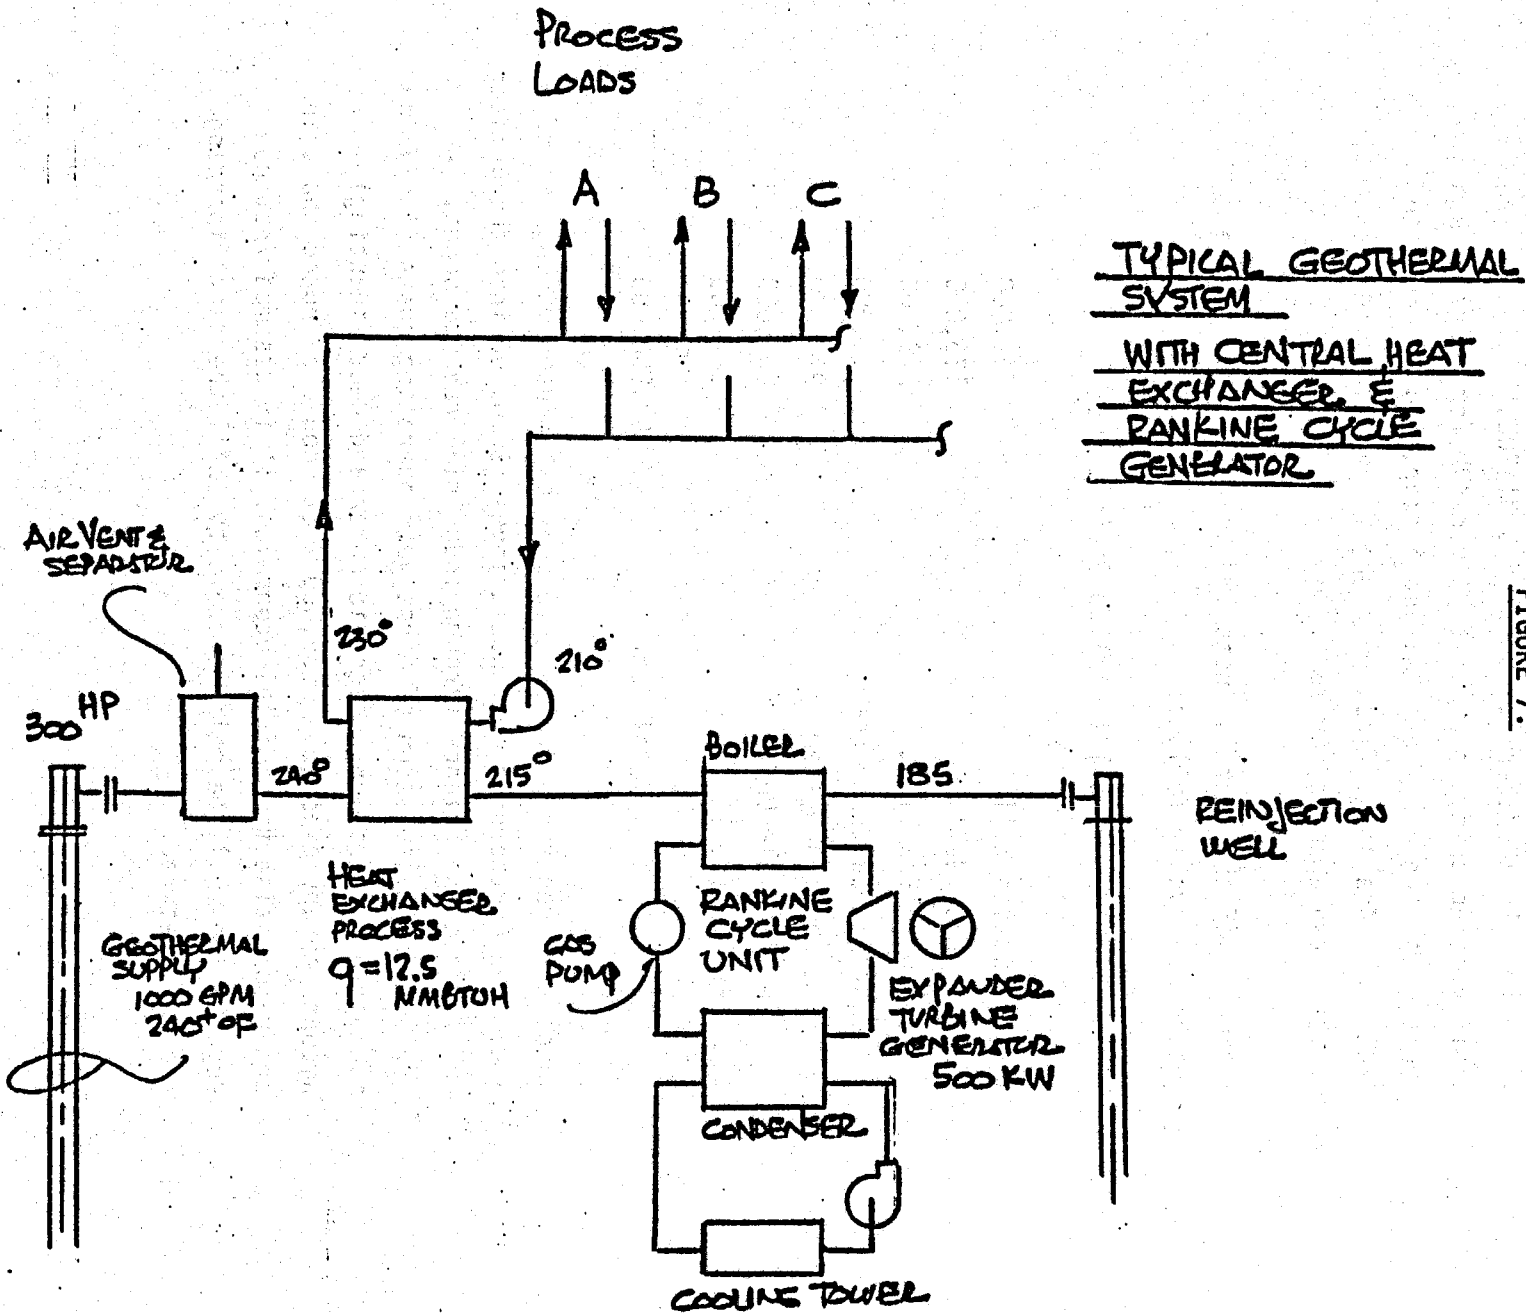 PROCESS
LOADS
A B C
TYPICAL GEOTHERMAL
SYSTEM
WITH CENTRAL HEAT
EXCHANGER &
RANKINE CYCLE
GENERATOR
AIR VENT &
SEPARATOR
230°
210°
FIGURE 7.
300 HP
240°
215°
BOILER
185
REINJECTION
WELL
HEAT
EXCHANGER
PROCESS
q = 12.5
MMBTUH
GEOTHERMAL
SUPPLY
1000 GPM
240+ °F
GAS
PUMP
RANKINE
CYCLE
UNIT
EXPANDER
TURBINE
GENERATOR
500 KW
CONDENSER
COOLING TOWER